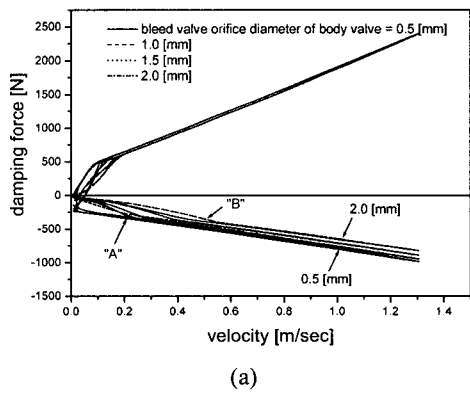 2500
2000
1500
1000
500
0
-500
-1000
-1500
damping force [N]
bleed valve orifice diameter of body valve = 0.5 [mm]
1.0 [mm]
1.5 [mm]
2.0 [mm]
"B"
"A"
2.0 [mm]
0.5 [mm]
0.0 0.2 0.4 0.6 0.8 1.0 1.2 1.4
velocity [m/sec]
(a)